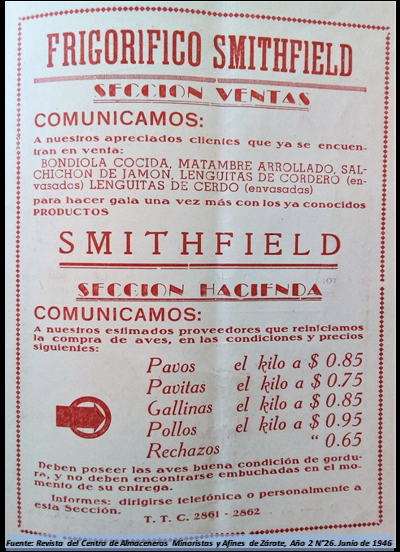 FRIGORIFICO SMITHFIELD
SECCION VENTAS
COMUNICAMOS:
A nuestros apreciados clientes que ya se encuen-
tran en venta:
BONDIOLA COCIDA, MATAMBRE ARROLLADO, SAL-
CHICHON DE JAMON, LENGUITAS DE CORDERO (en-
vasados) LENGUITAS DE CERDO (envasadas)
para hacer gala una vez más con los ya conocidos
PRODUCTOS
SMITHFIELD
SECCION HACIENDA
COMUNICAMOS:
A nuestros estimados proveedores que reiniciamos
la compra de aves, en las condiciones y precios
siguientes:
Pavos el kilo a $ 0.85
Pavitas el kilo a $ 0.75
Gallinas el kilo a $ 0.85
Pollos el kilo a $ 0.95
Rechazos “ 0.65
Deben poseer las aves buena condición de gordu-
ra, y no deben encontrarse embuchadas en el mo-
mento de su entrega.
Informes: dirigirse telefónica o personalmente a
esta Sección.
T. T. C. 2861 - 2862
Fuente: Revista del Centro de Almaceneros Minoristas y Afines de Zárate, Año 2 N°26. Junio de 1946